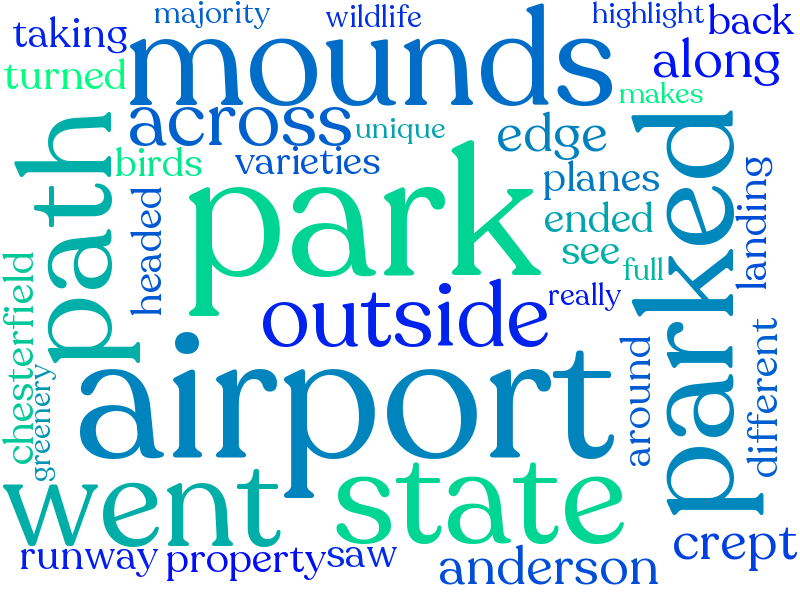 majority
wildlife
highlight
back
taking
mounds
along
turned
makes
across
unique
edge
parked
path
birds
varieties
park
planes
landing
headed
ended
see
full
chesterfield
outside
really
airport
around
different
greenery
went
state
crept
runway
property
saw
anderson